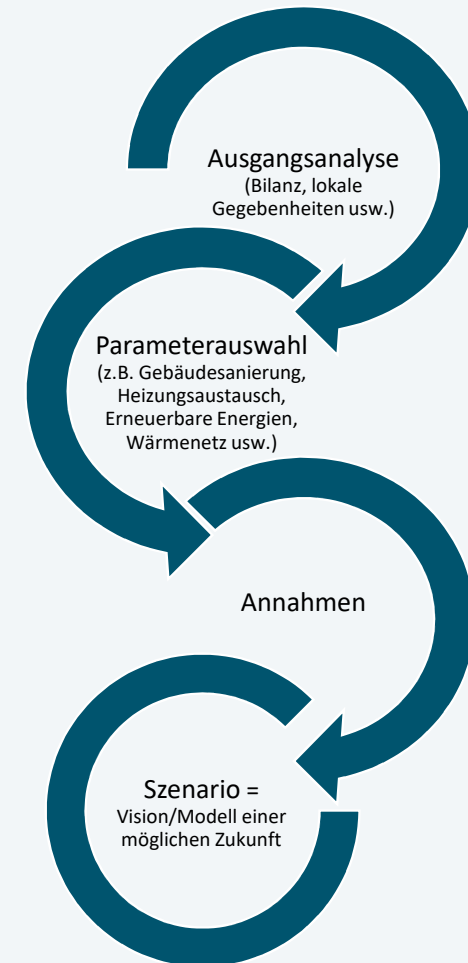 Ausgangsanalyse
(Bilanz, lokale
Gegebenheiten usw.)
Parameterauswahl
(z.B. Gebäudesanierung,
Heizungsaustausch,
Erneuerbare Energien,
Wärmenetz usw.)
Annahmen
Szenario =
Vision/Modell einer
möglichen Zukunft